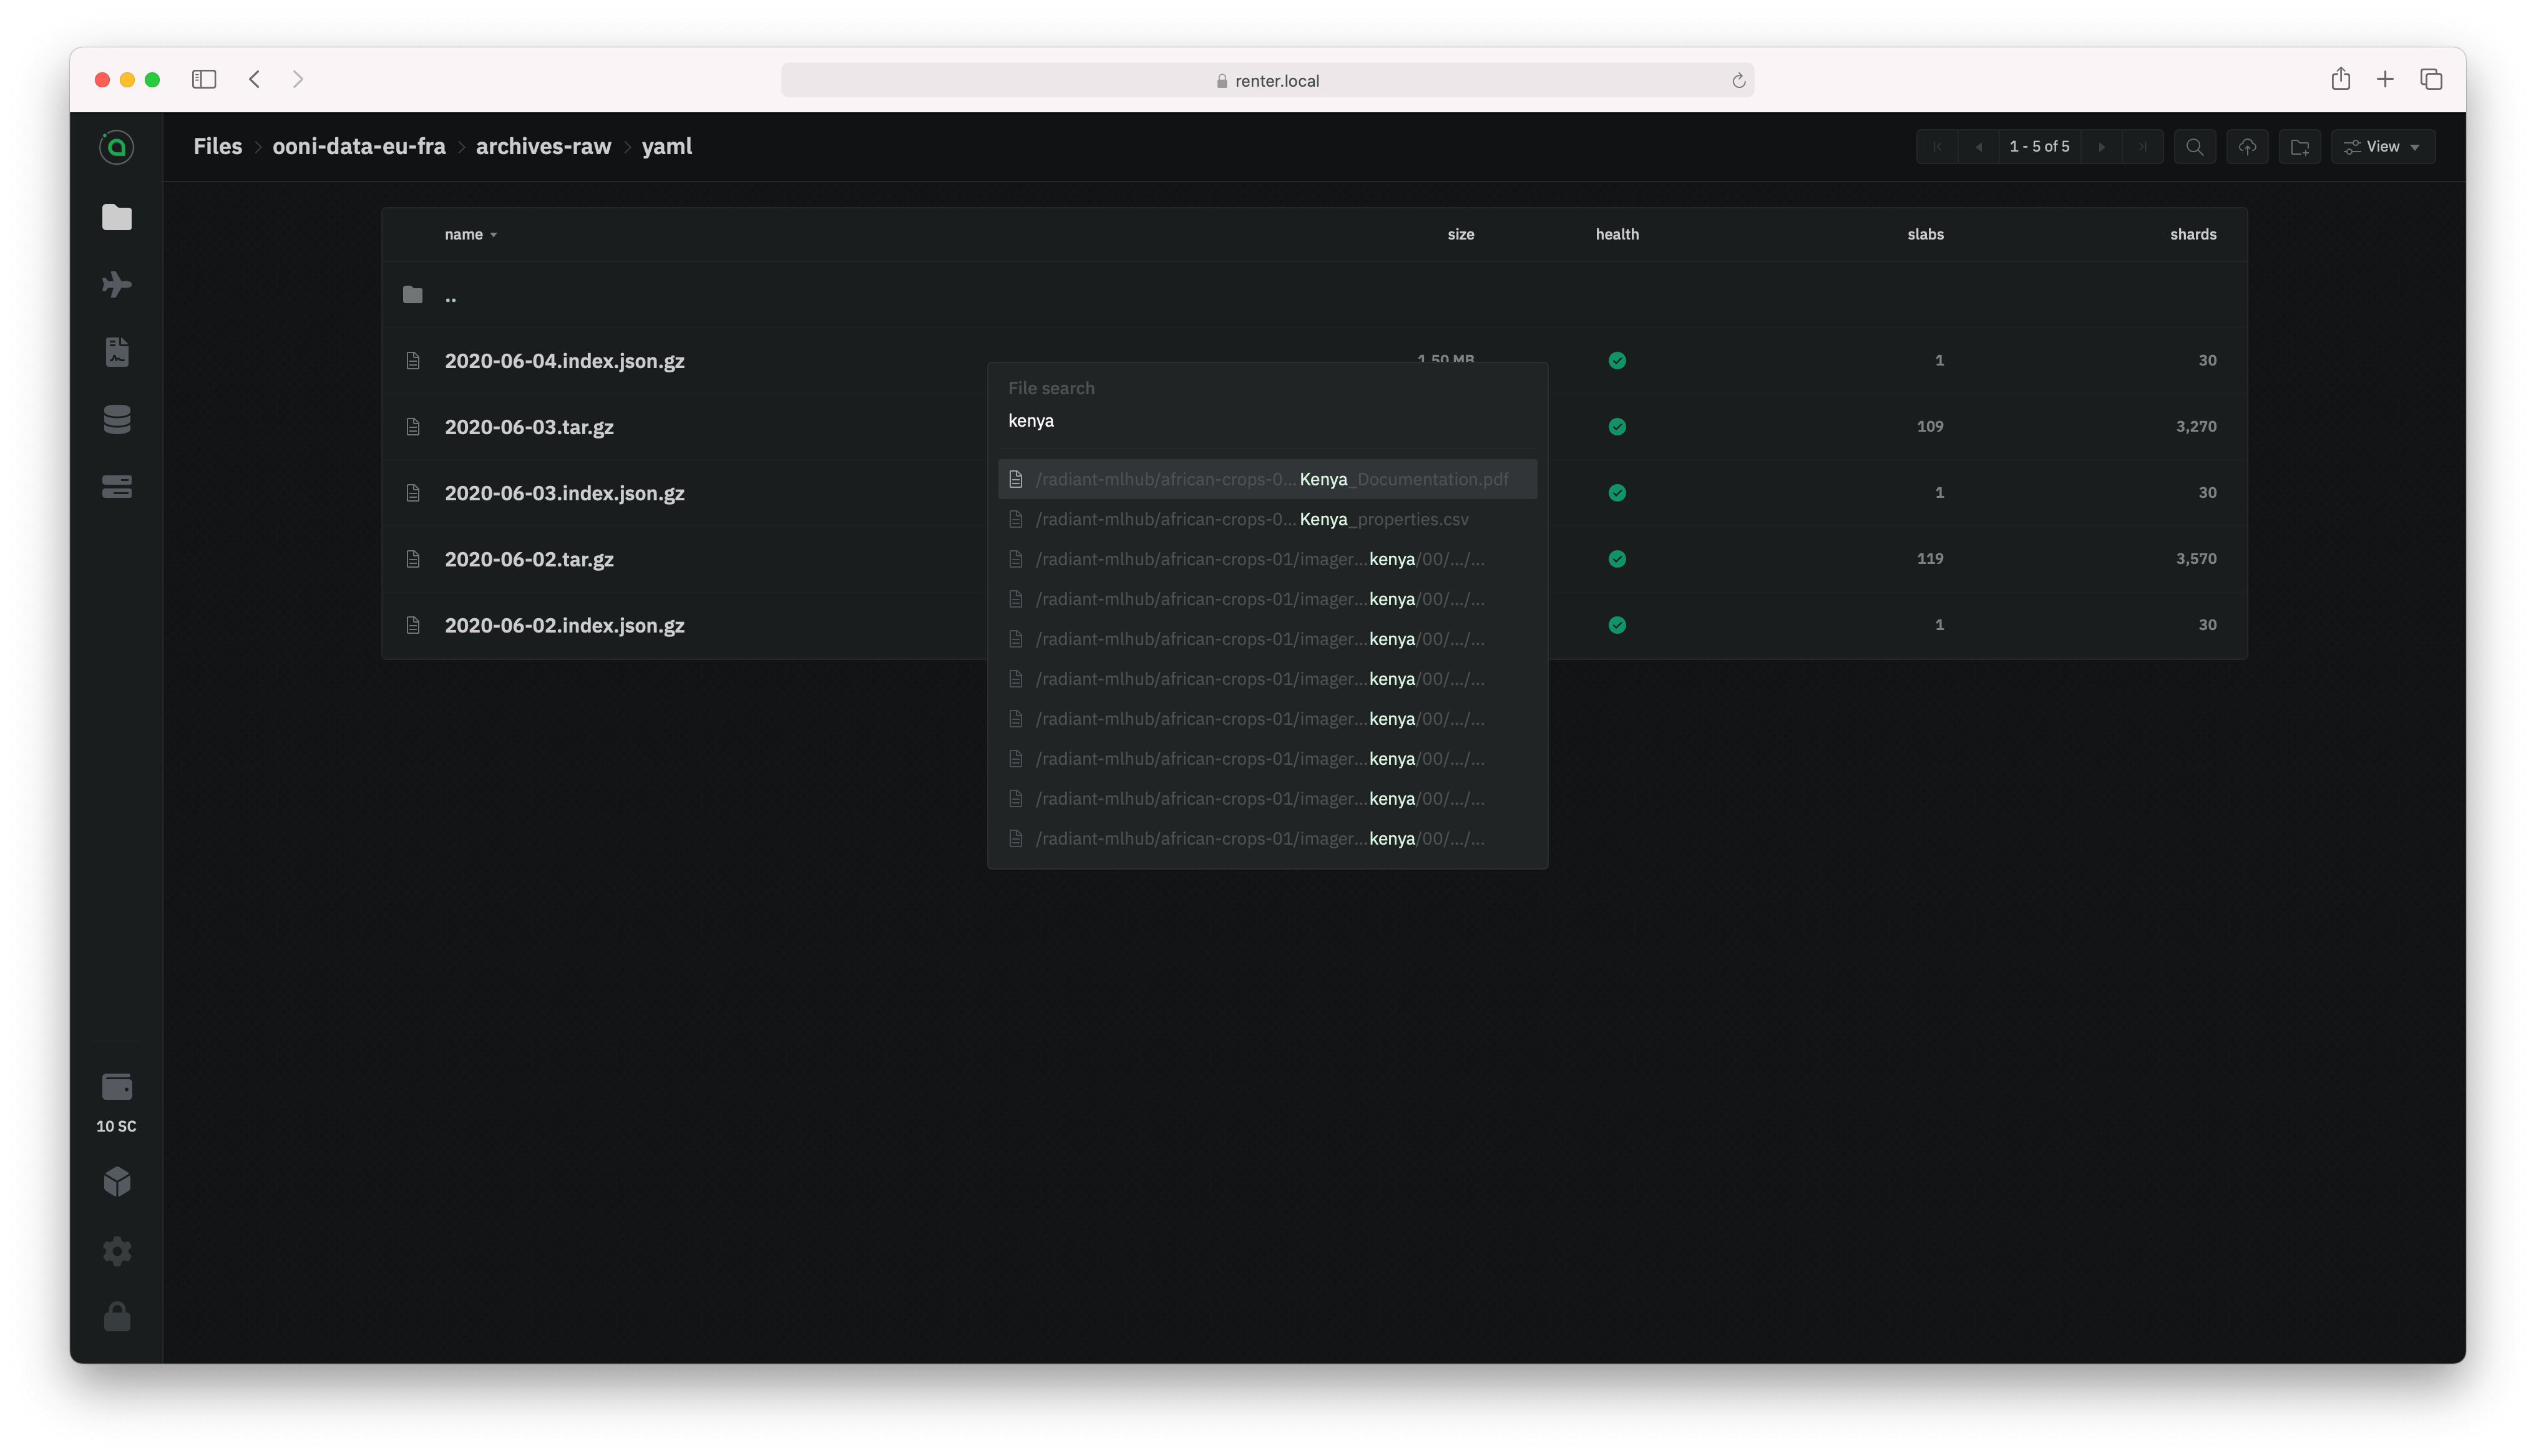 renter.local
Files > ooni-data-eu-fra > archives-raw > yaml
1 - 5 of 5
View
name size health slabs shards
..
2020-06-04.index.json.gz 1.50 MB 1 30
2020-06-03.tar.gz 109 3,270
2020-06-03.index.json.gz 1 30
2020-06-02.tar.gz 119 3,570
2020-06-02.index.json.gz 1 30
File search
kenya
/radiant-mlhub/african-crops-0... Kenya_Documentation.pdf
/radiant-mlhub/african-crops-0... Kenya_properties.csv
/radiant-mlhub/african-crops-01/imager...kenya/00/.../...
/radiant-mlhub/african-crops-01/imager...kenya/00/.../...
/radiant-mlhub/african-crops-01/imager...kenya/00/.../...
/radiant-mlhub/african-crops-01/imager...kenya/00/.../...
/radiant-mlhub/african-crops-01/imager...kenya/00/.../...
/radiant-mlhub/african-crops-01/imager...kenya/00/.../...
/radiant-mlhub/african-crops-01/imager...kenya/00/.../...
/radiant-mlhub/african-crops-01/imager...kenya/00/.../...
10 SC